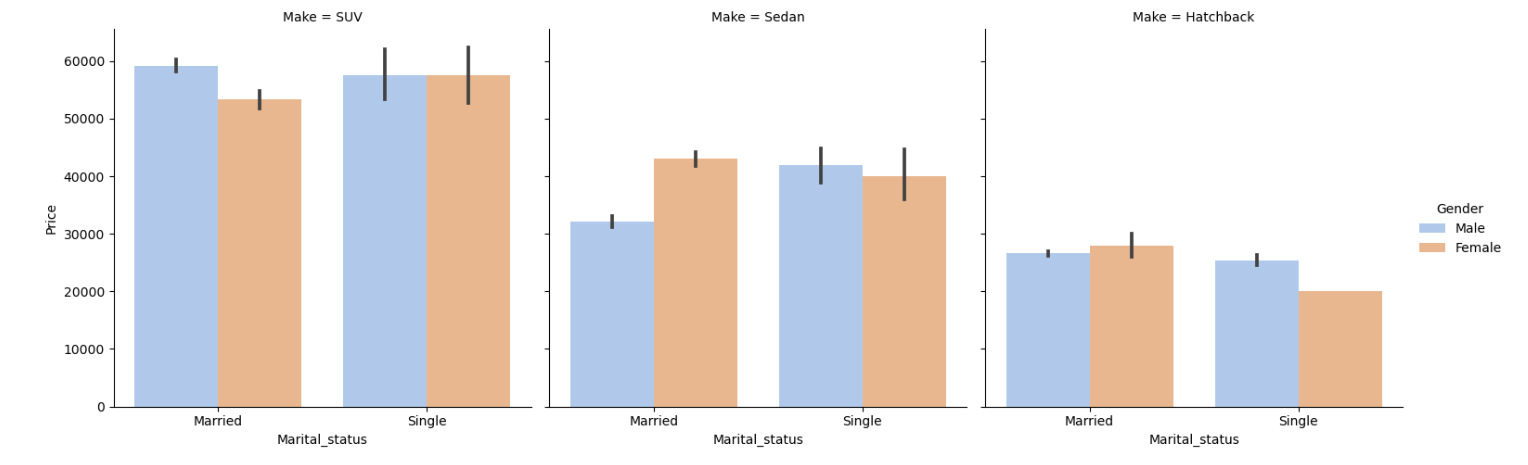 Make = SUV
Make = Sedan
Make = Hatchback
Price
60000
50000
40000
30000
20000
10000
0
Married
Single
Married
Single
Married
Single
Marital_status
Marital_status
Marital_status
Gender
Male
Female